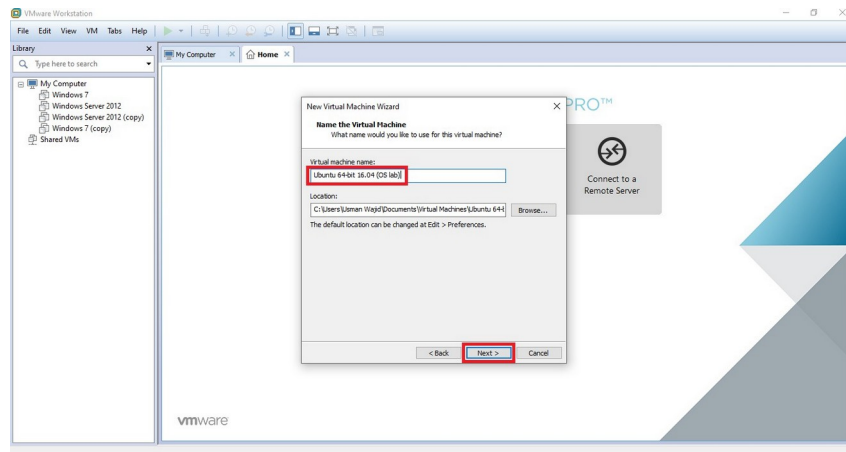 VMware Workstation
File Edit View VM Tabs Help
Library
Type here to search
My Computer
Windows 7
Windows Server 2012
Windows Server 2012 (copy)
Windows 7 (copy)
Shared VMs
My Computer
Home
PRO™
Connect to a
Remote Server
New Virtual Machine Wizard
Name the Virtual Machine
What name would you like to use for this virtual machine?
Virtual machine name:
Ubuntu 64-bit 16.04 (OS lab)
Location:
C:\Users\Usman Wajid\Documents\Virtual Machines\Ubuntu 64-l
Browse...
The default location can be changed at Edit > Preferences.
< Back Next > Cancel
vmware